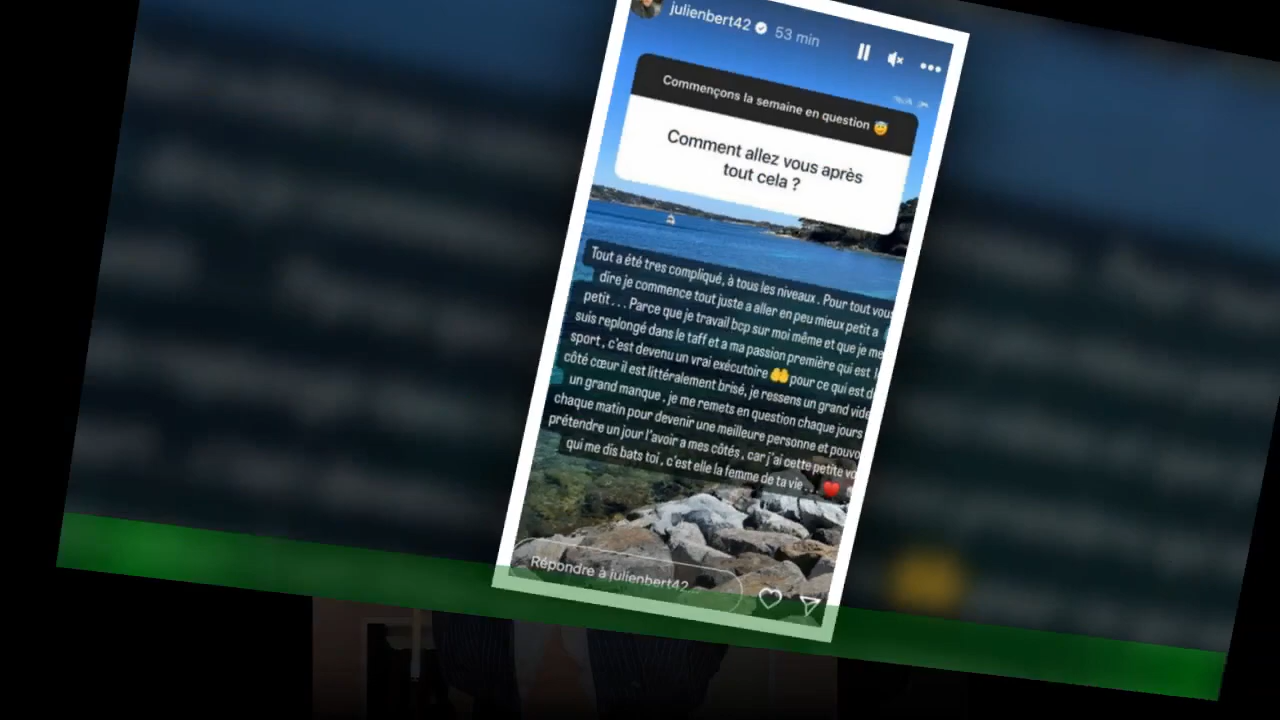 julienbert42 53 min
Commençons la semaine en question 😇
Comment allez vous après
tout cela ?
Tout a été tres compliqué, à tous les niveaux . Pour tout vous
dire je commence tout juste a aller en peu mieux petit a
petit . . . Parce que je travail bcp sur moi même et que je me
suis replongé dans le taff et a ma passion première qui est
sport , c'est devenu un vrai exécutoire 🤲 pour ce qui est d
côté cœur il est littéralement brisé, je ressens un grand vide
un grand manque , je me remets en question chaque jours
chaque matin pour devenir une meilleure personne et pouvo
prétendre un jour l'avoir a mes côtés , car j'ai cette petite vo
qui me dis bats toi , c'est elle la femme de ta vie . . ❤️
Répondre à julienbert42...